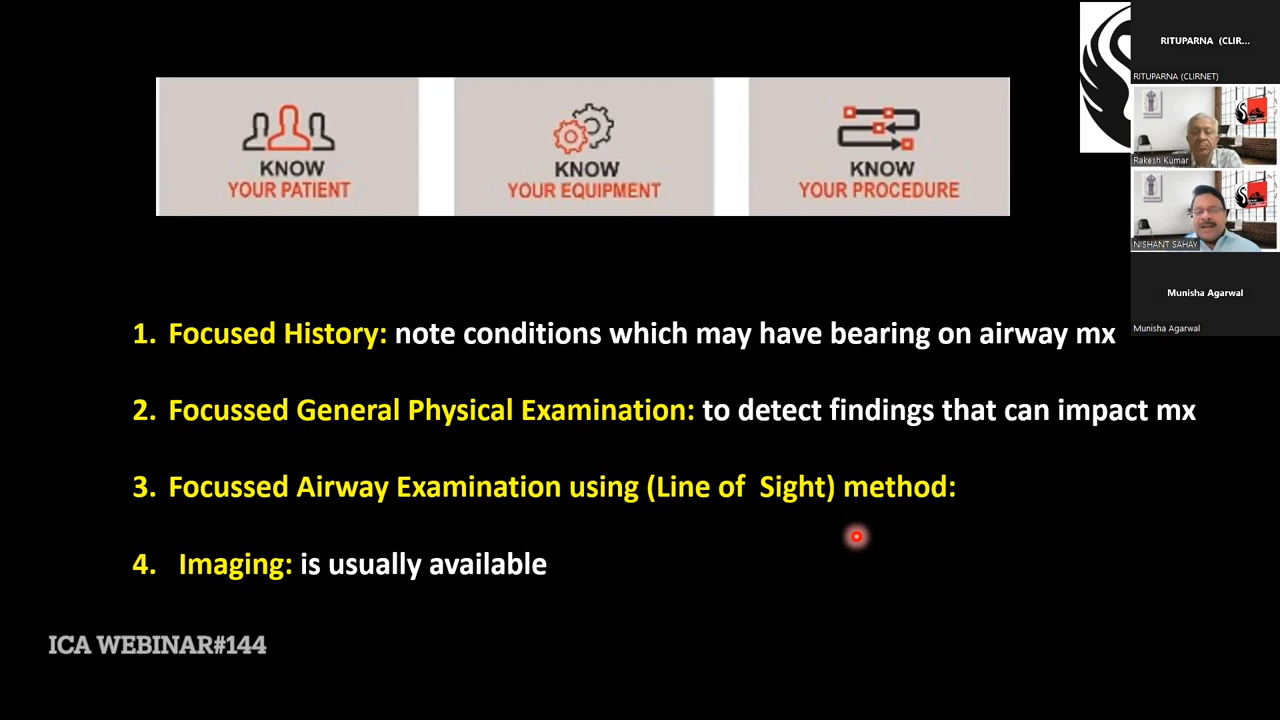 KNOW
YOUR PATIENT
KNOW
YOUR EQUIPMENT
KNOW
YOUR PROCEDURE
1. Focused History: note conditions which may have bearing on airway mx
2. Focussed General Physical Examination: to detect findings that can impact mx
3. Focussed Airway Examination using (Line of Sight) method:
4. Imaging: is usually available
ICA WEBINAR#144
RITUPARNA (CLIR...
RITUPARNA (CLIRNET)
Rakesh Kumar
NISHANT SAHAY
Munisha Agarwal
Munisha Agarwal